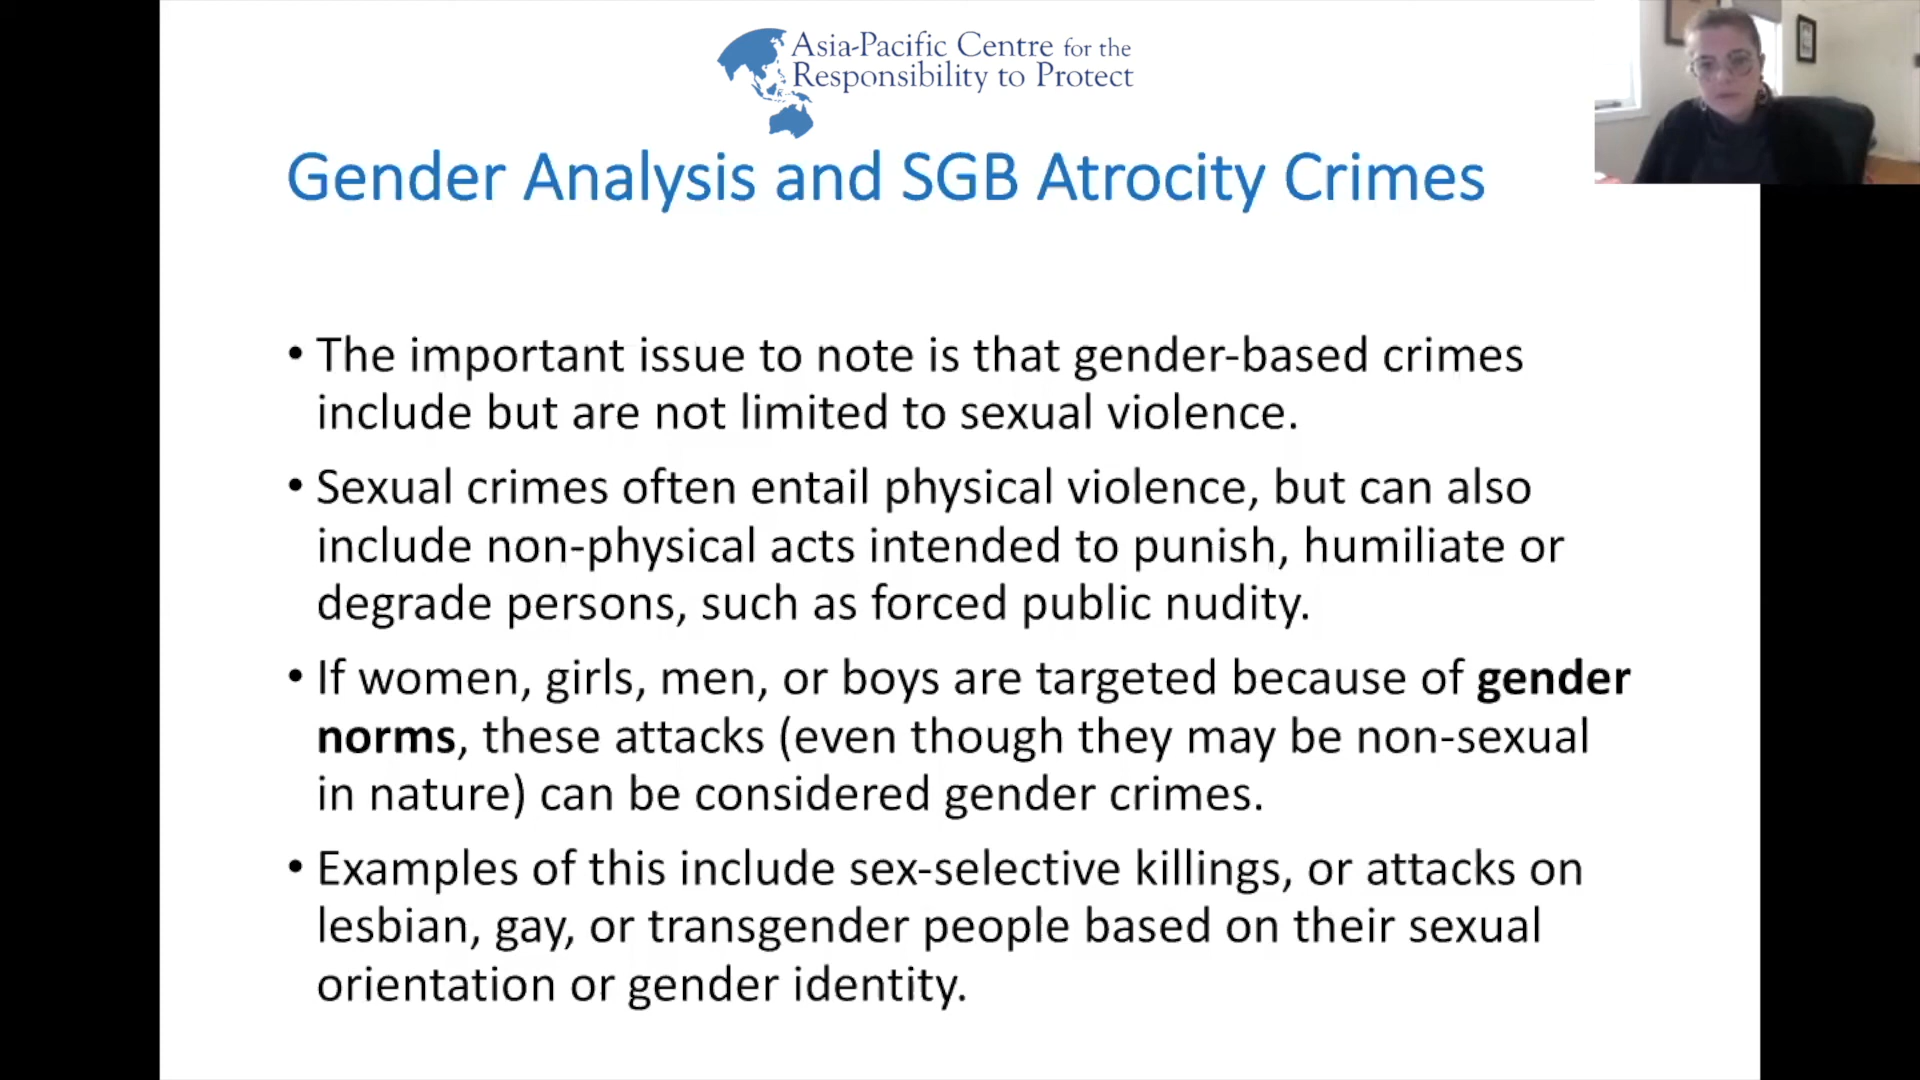 Asia-Pacific Centre for the
Responsibility to Protect
Gender Analysis and SGB Atrocity Crimes
• The important issue to note is that gender-based crimes
include but are not limited to sexual violence.
• Sexual crimes often entail physical violence, but can also
include non-physical acts intended to punish, humiliate or
degrade persons, such as forced public nudity.
• If women, girls, men, or boys are targeted because of gender
norms, these attacks (even though they may be non-sexual
in nature) can be considered gender crimes.
• Examples of this include sex-selective killings, or attacks on
lesbian, gay, or transgender people based on their sexual
orientation or gender identity.